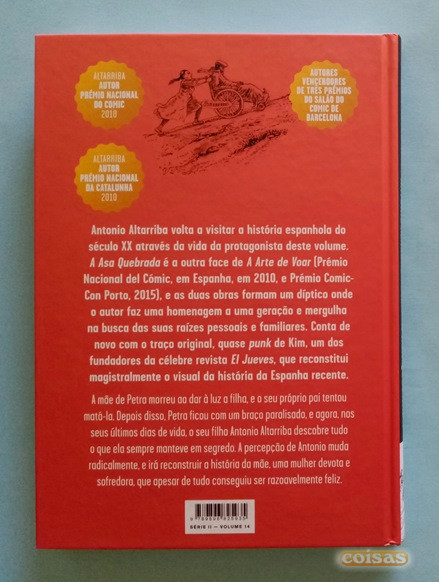 ALTARRIBA
AUTOR
PRÉMIO NACIONAL
DO COMIC
2010
AUTORES
VENCEDORES
DE TRÊS PRÉMIOS
DO SALÃO DO
COMIC DE
BARCELONA
ALTARRIBA
AUTOR
PRÉMIO NACIONAL
DA CATALUNHA
2010
Antonio Altarriba volta a visitar a história espanhola do
século XX através da vida da protagonista deste volume.
A Asa Quebrada é a outra face de A Arte de Voar (Prémio
Nacional del Cómic, em Espanha, em 2010, e Prémio Comic-
Con Porto, 2015), e as duas obras formam um díptico onde
o autor faz uma homenagem a uma geração e mergulha
na busca das suas raízes pessoais e familiares. Conta de
novo com o traço original, quase punk de Kim, um dos
fundadores da célebre revista El Jueves, que reconstitui
magistralmente o visual da história da Espanha recente.
A mãe de Petra morreu ao dar à luz a filha, e o seu próprio pai tentou
matá-la. Depois disso, Petra ficou com um braço paralisado, e agora, nos
seus últimos dias de vida, o seu filho Antonio Altarriba descobre tudo
o que ela sempre manteve em segredo. A percepção de Antonio muda
radicalmente, e irá reconstruir a história da mãe, uma mulher devota e
sofredora, que apesar de tudo conseguiu ser razoavelmente feliz.
SÉRIE II — VOLUME 14
coisas